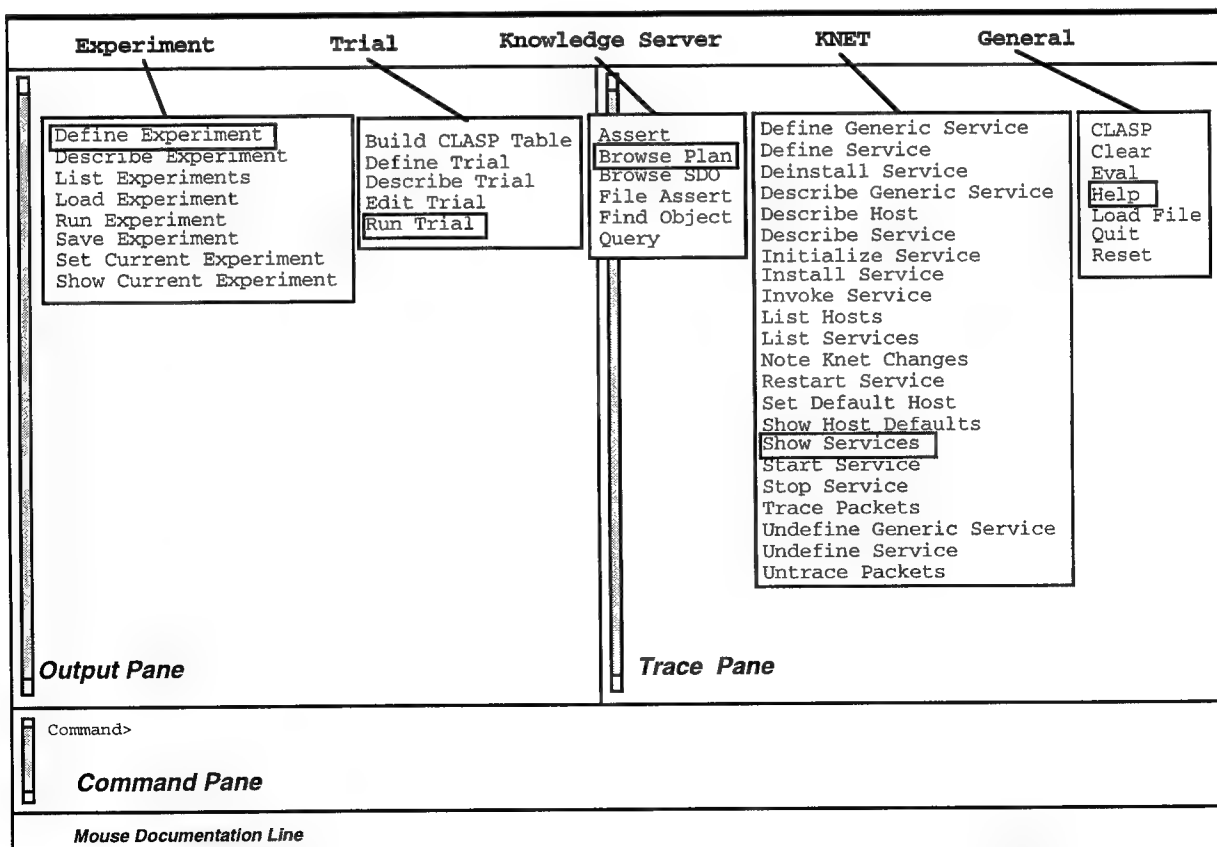 Experiment Trial Knowledge Server KNET General
Define Experiment
Describe Experiment
List Experiments
Load Experiment
Run Experiment
Save Experiment
Set Current Experiment
Show Current Experiment
Build CLASP Table
Define Trial
Describe Trial
Edit Trial
Run Trial
Assert
Browse Plan
Browse SDO
File Assert
Find Object
Query
Define Generic Service
Define Service
Deinstall Service
Describe Generic Service
Describe Host
Describe Service
Initialize Service
Install Service
Invoke Service
List Hosts
List Services
Note Knet Changes
Restart Service
Set Default Host
Show Host Defaults
Show Services
Start Service
Stop Service
Trace Packets
Undefine Generic Service
Undefine Service
Untrace Packets
CLASP
Clear
Eval
Help
Load File
Quit
Reset
Output Pane
Trace Pane
Command>
Command Pane
Mouse Documentation Line